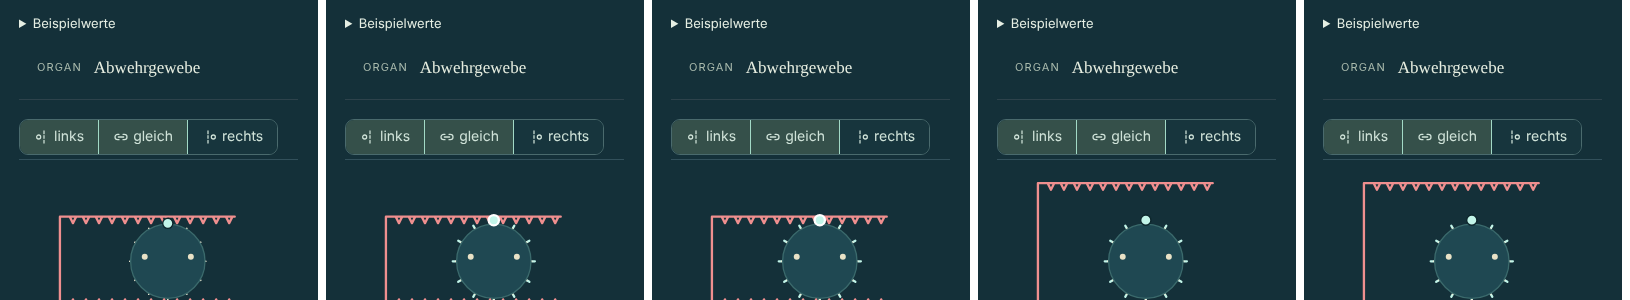 Beispielwerte Beispielwerte Beispielwerte Beispielwerte Beispielwerte
ORGAN Abwehrgewebe ORGAN Abwehrgewebe ORGAN Abwehrgewebe ORGAN Abwehrgewebe ORGAN Abwehrgewebe
links gleich rechts links gleich rechts links gleich rechts links gleich rechts links gleich rechts